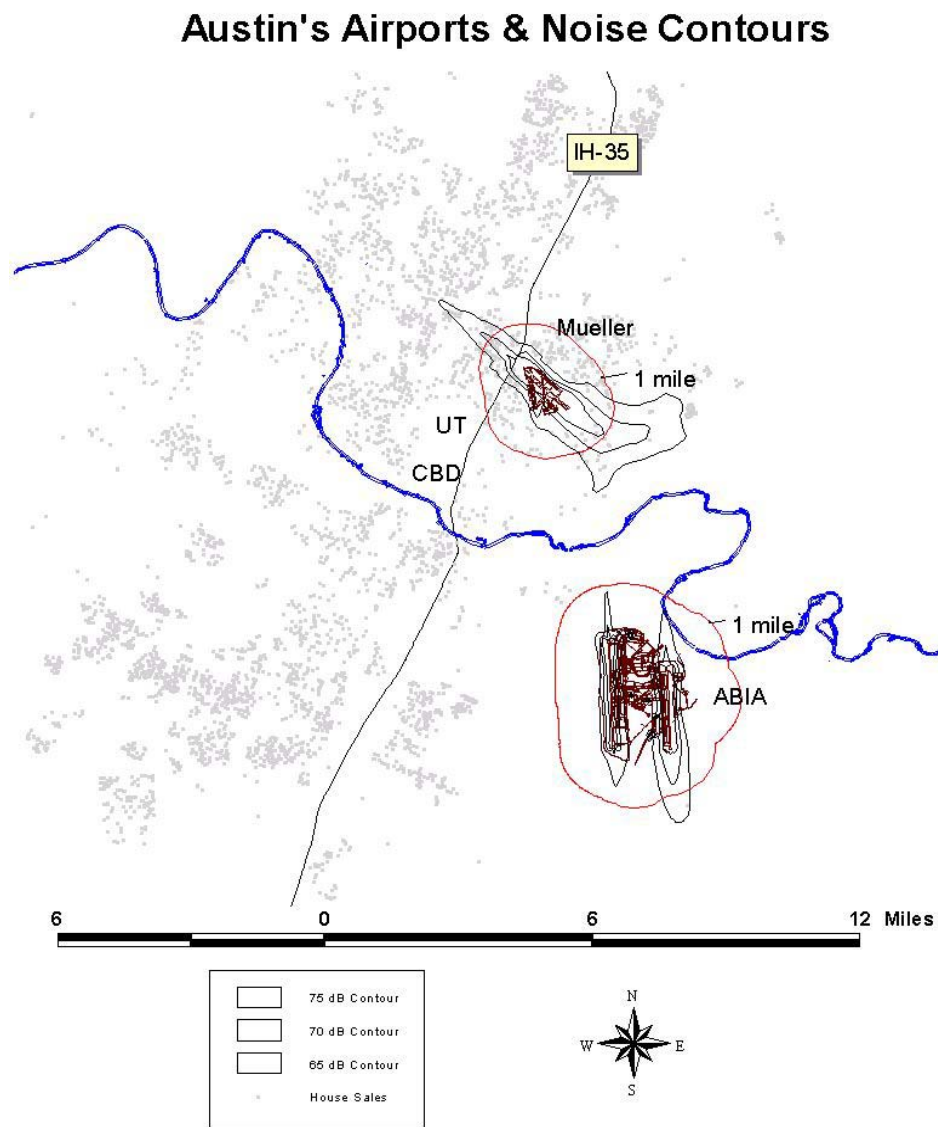 Austin's Airports & Noise Contours
IH-35
Mueller
1 mile
UT
CBD
1 mile
ABIA
6 0 6 12 Miles
75 dB Contour
70 dB Contour
65 dB Contour
House Sales
N
W E
S